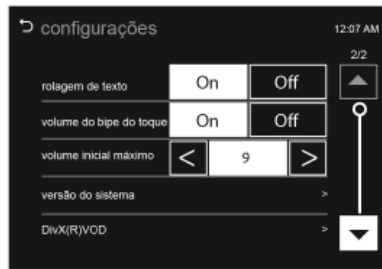 configurações 12:07 AM
2/2
rolagem de texto On Off
volume do bipe do toque On Off
volume inicial máximo < 9 >
versão do sistema >
DivX(R)VOD >